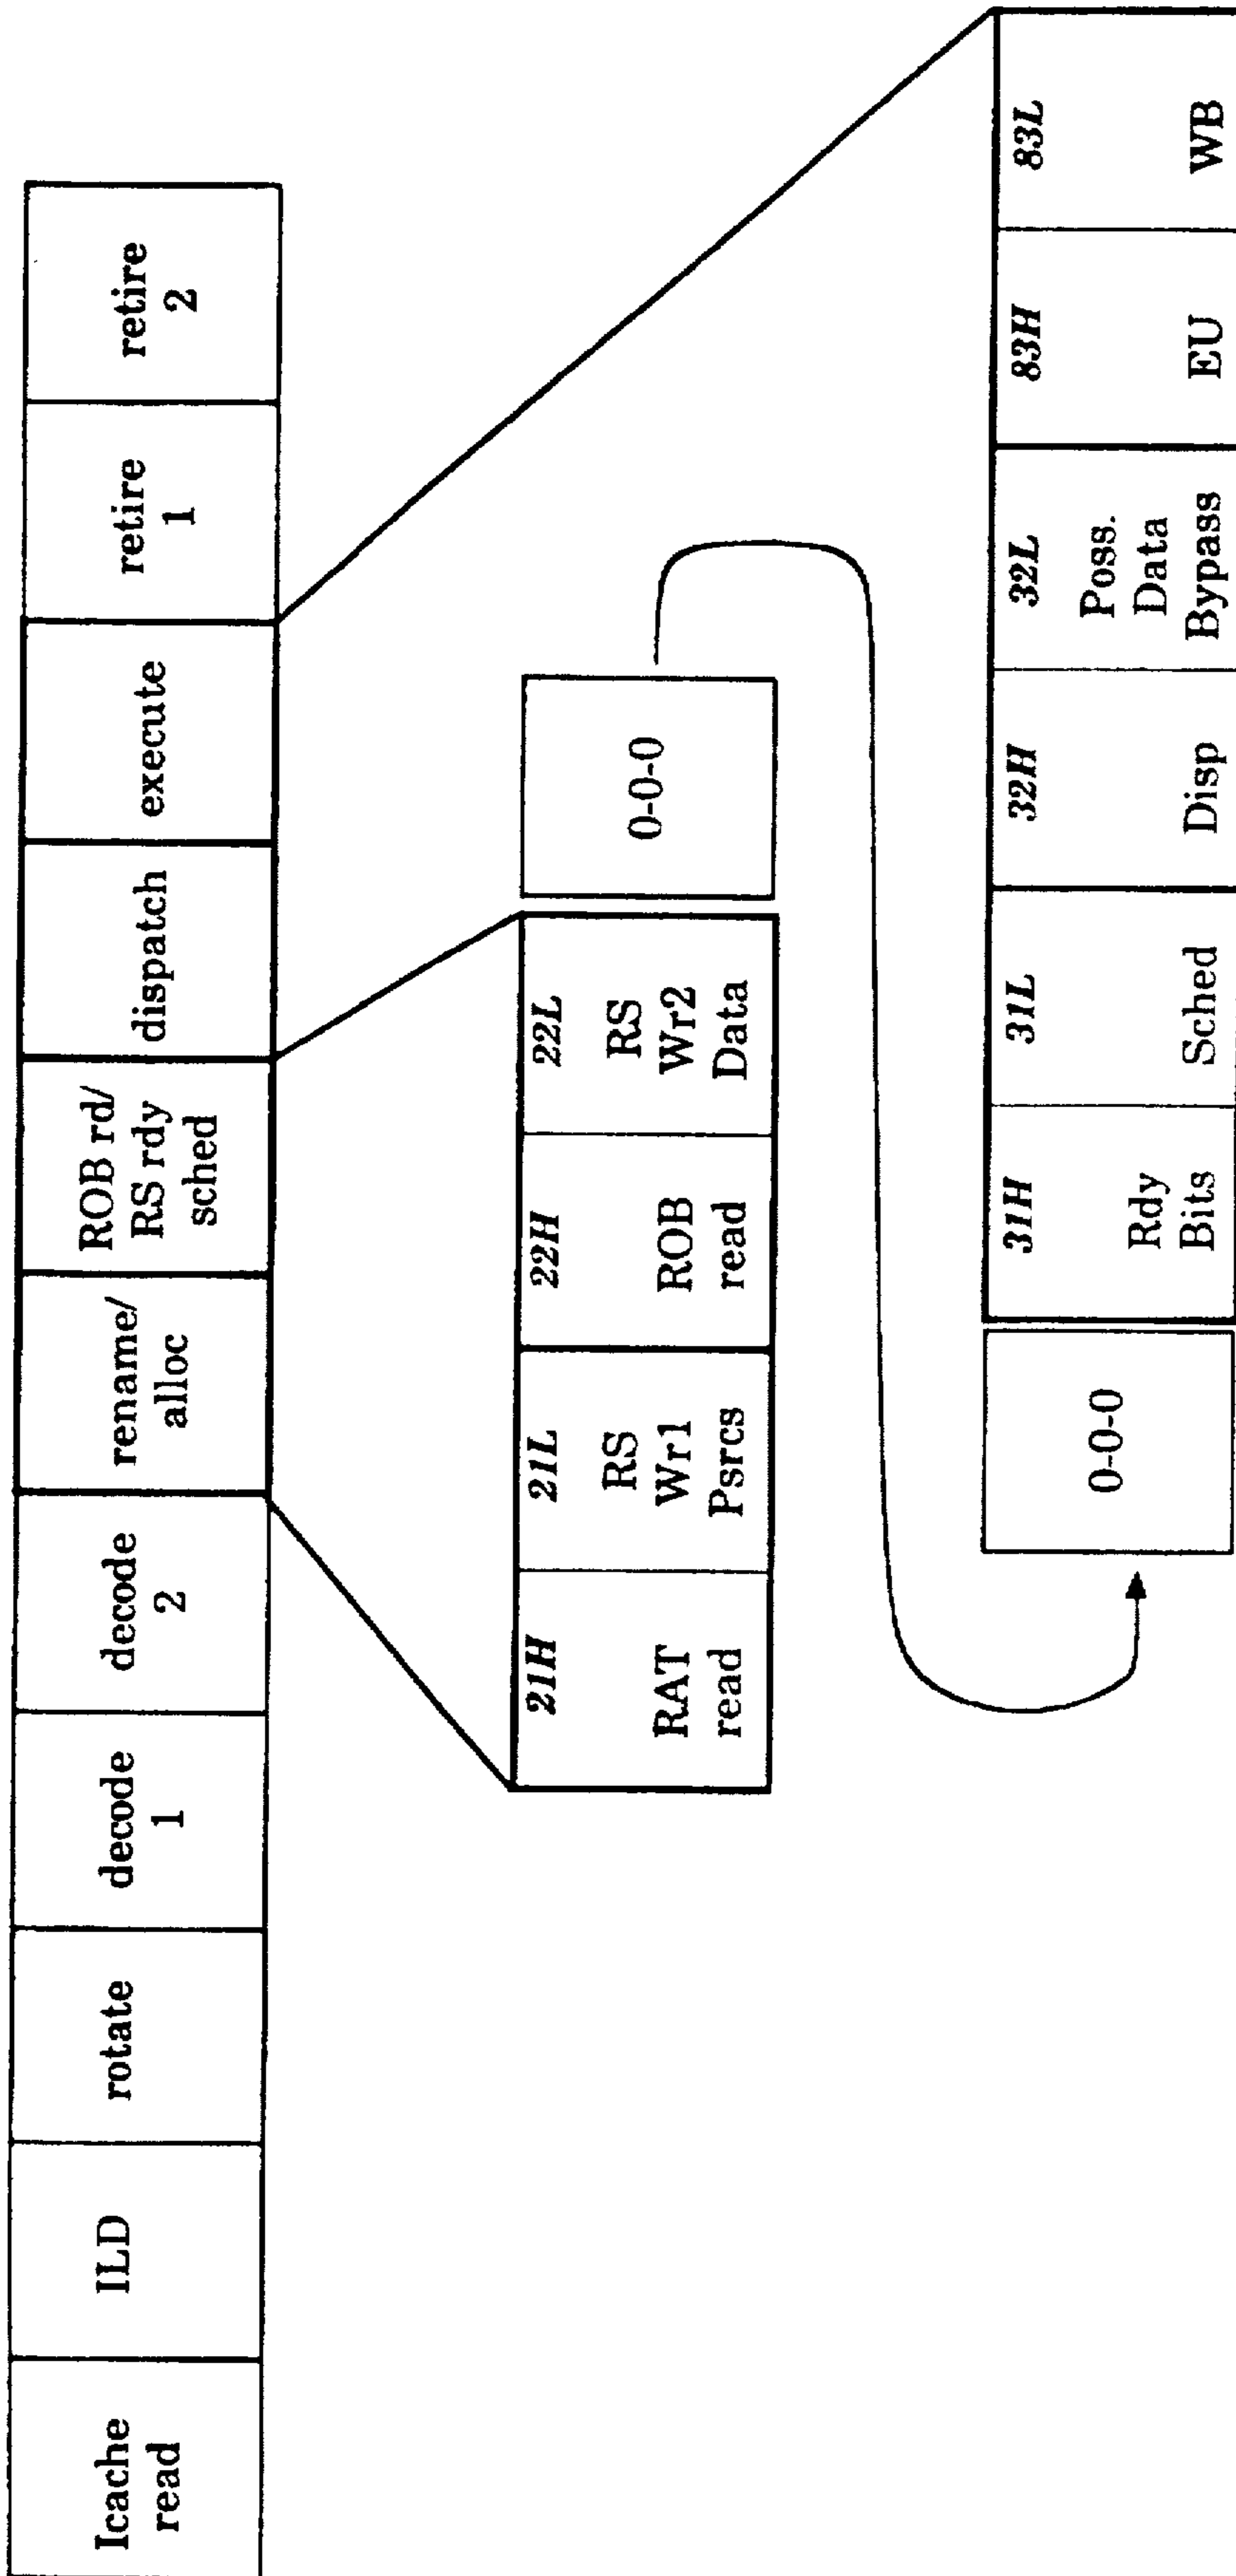 Icache
read
ILD
rotate
decode
1
decode
2
rename/
alloc
ROB rd/
RS rdy
sched
dispatch
execute
retire
1
retire
2
21H
RAT
read
21L
RS
Wr1
Psrcs
22H
ROB
read
22L
RS
Wr2
Data
0-0-0
0-0-0
31H
Rdy
Bits
31L
Sched
32H
Disp
32L
Poss.
Data
Bypass
83H
EU
83L
WB